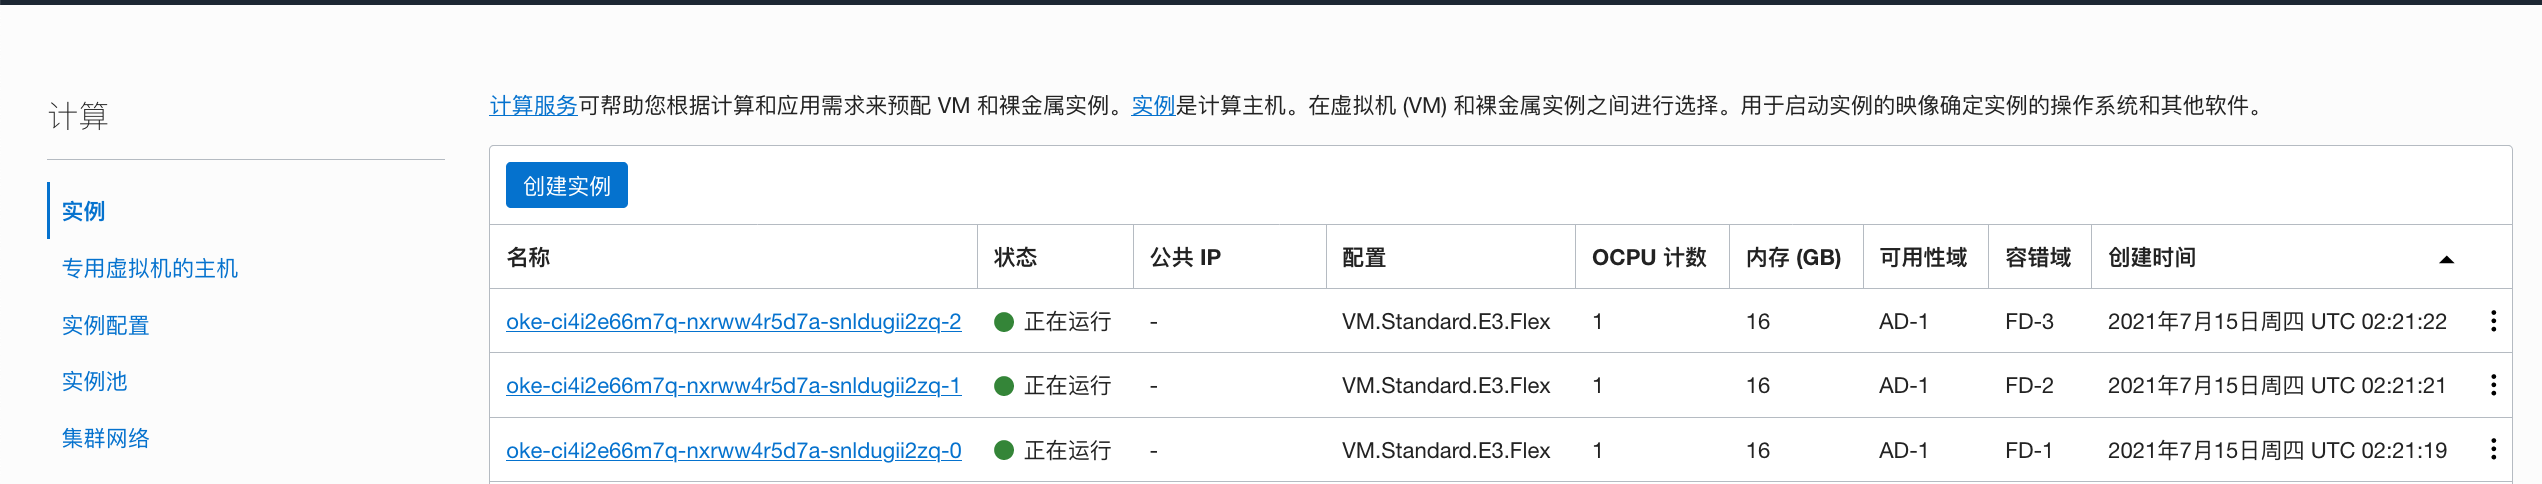 计算
实例
专用虚拟机的主机
实例配置
实例池
集群网络
计算服务可帮助您根据计算和应用需求来预配 VM 和裸金属实例。实例是计算主机。在虚拟机 (VM) 和裸金属实例之间进行选择。用于启动实例的映像确定实例的操作系统和其他软件。
创建实例
名称 状态 公共 IP 配置 OCPU 计数 内存 (GB) 可用性域 容错域 创建时间
oke-ci4i2e66m7q-nxrww4r5d7a-snldugii2zq-2 正在运行 - VM.Standard.E3.Flex 1 16 AD-1 FD-3 2021年7月15日周四 UTC 02:21:22
oke-ci4i2e66m7q-nxrww4r5d7a-snldugii2zq-1 正在运行 - VM.Standard.E3.Flex 1 16 AD-1 FD-2 2021年7月15日周四 UTC 02:21:21
oke-ci4i2e66m7q-nxrww4r5d7a-snldugii2zq-0 正在运行 - VM.Standard.E3.Flex 1 16 AD-1 FD-1 2021年7月15日周四 UTC 02:21:19